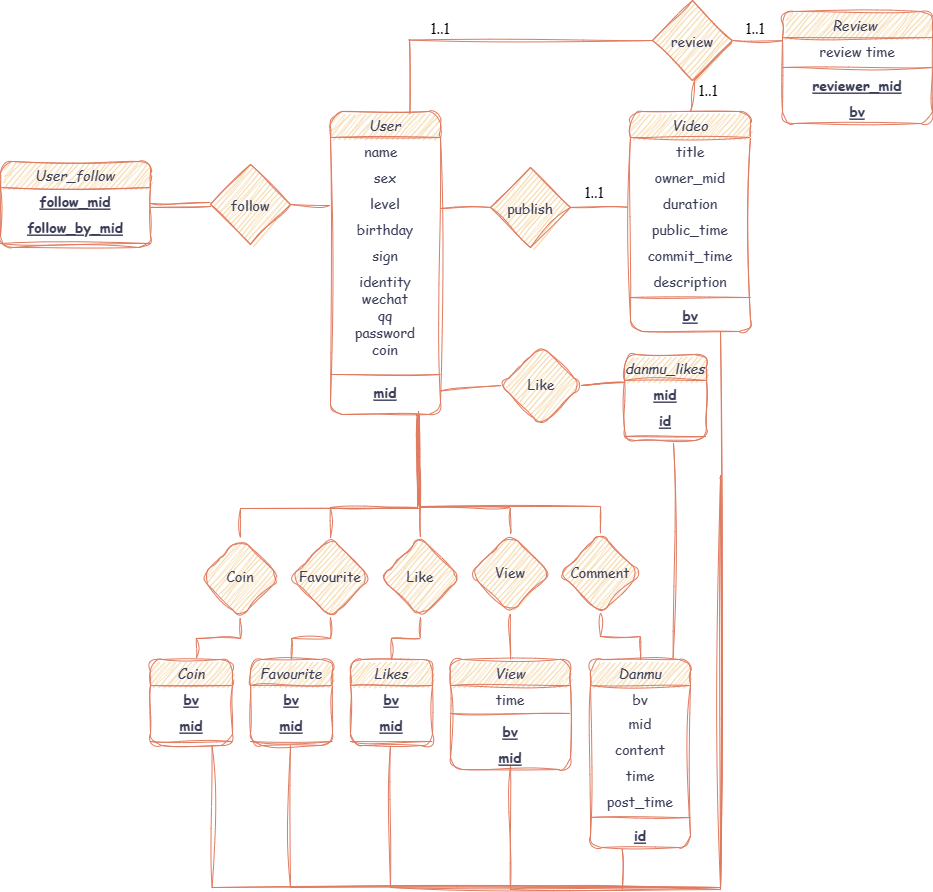 1..1
review
1..1
1..1
Review
review time
reviewer_mid
bv
User
name
sex
level
birthday
sign
identity
wechat
qq
password
coin
mid
Video
title
owner_mid
duration
public_time
commit_time
description
bv
User_follow
follow_mid
follow_by_mid
follow
publish
1..1
Like
danmu_likes
mid
id
Coin
Favourite
Like
View
Comment
Coin
bv
mid
Favourite
bv
mid
Likes
bv
mid
View
time
bv
mid
Danmu
bv
mid
content
time
post_time
id